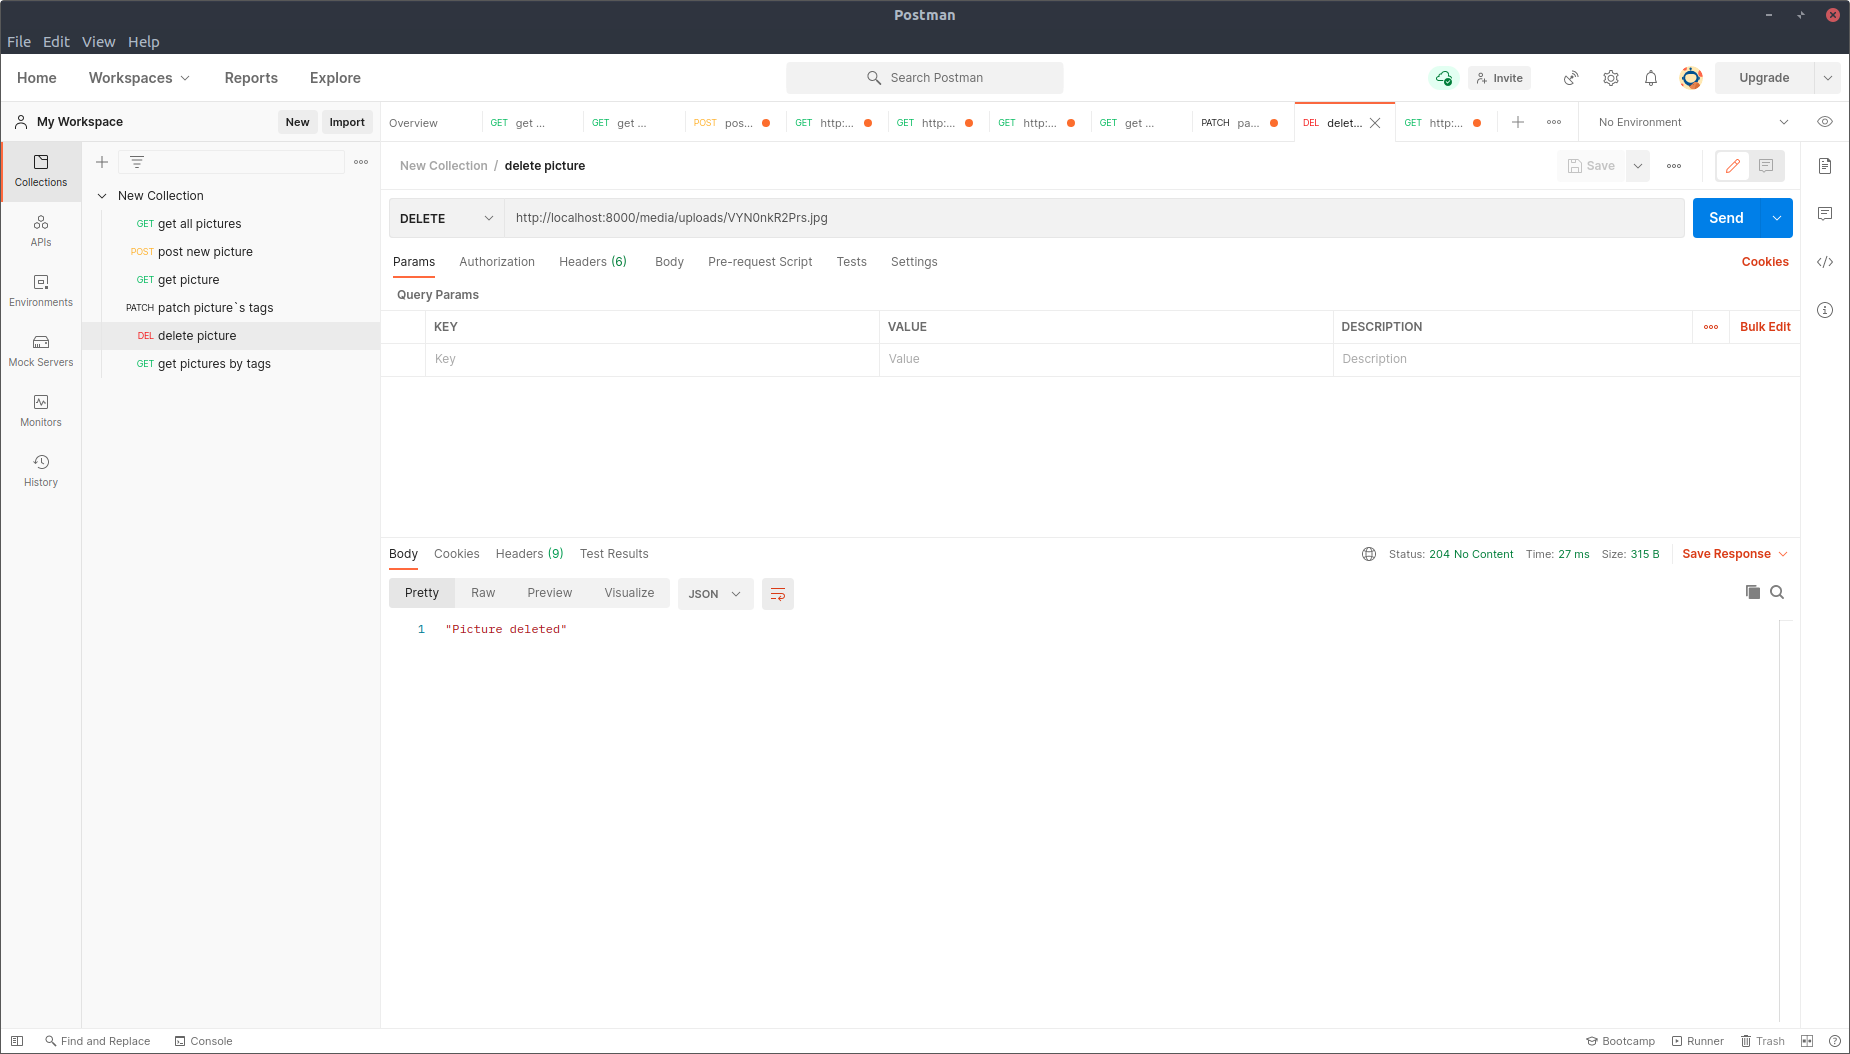 Postman
File Edit View Help
Home Workspaces Reports Explore Search Postman Invite Upgrade
My Workspace New Import
Overview GET get ... GET get ... POST pos... GET http:... GET http:... GET http:... GET get ... PATCH pa... DEL delet... GET http:... No Environment
Collections
APIs
Environments
Mock Servers
Monitors
History
New Collection
GET get all pictures
POST post new picture
GET get picture
PATCH patch picture`s tags
DEL delete picture
GET get pictures by tags
New Collection / delete picture Save
DELETE http://localhost:8000/media/uploads/VYN0nkR2Prs.jpg Send
Params Authorization Headers (6) Body Pre-request Script Tests Settings Cookies
Query Params
KEY VALUE DESCRIPTION Bulk Edit
Key Value Description
Body Cookies Headers (9) Test Results Status: 204 No Content Time: 27 ms Size: 315 B Save Response
Pretty Raw Preview Visualize JSON
1 "Picture deleted"
Find and Replace Console Bootcamp Runner Trash